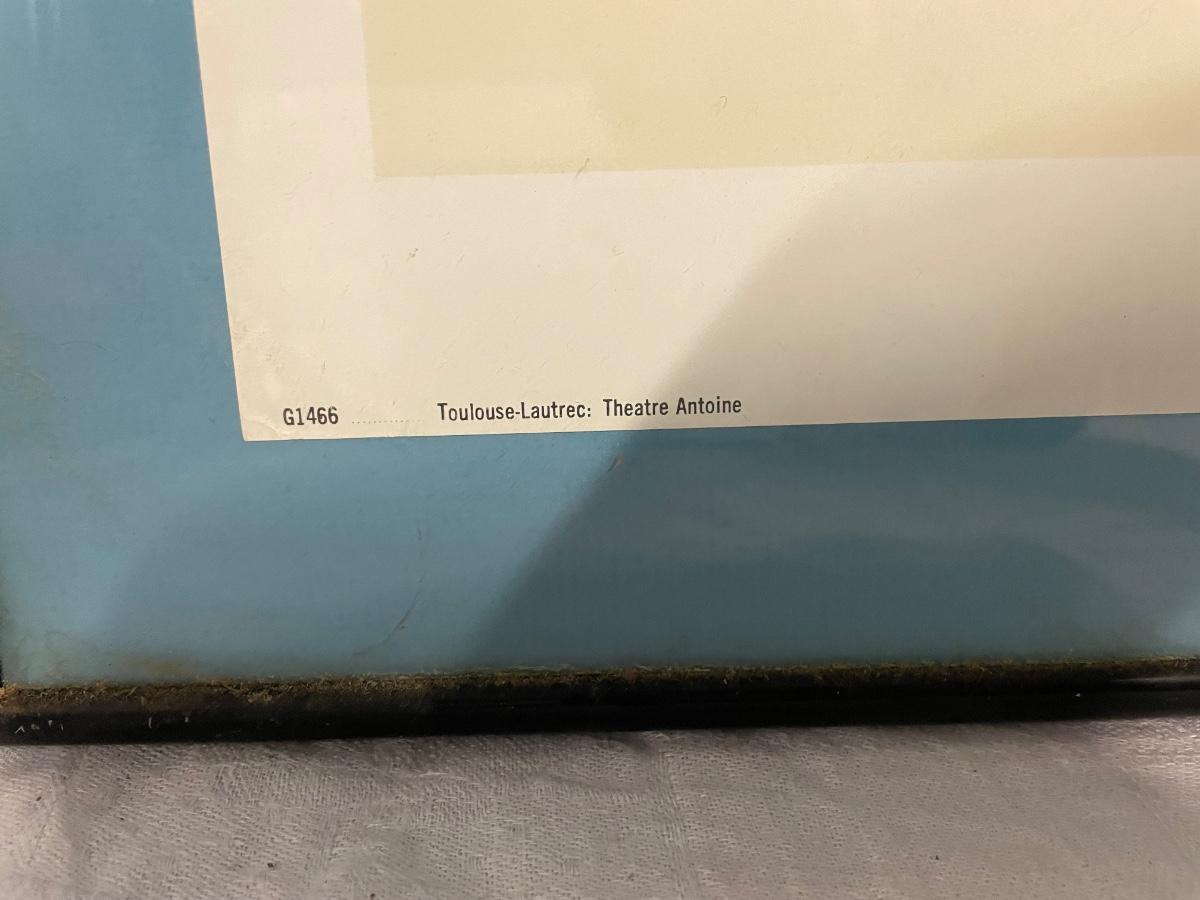 G1466 .............. Toulouse-Lautrec: Theatre Antoine